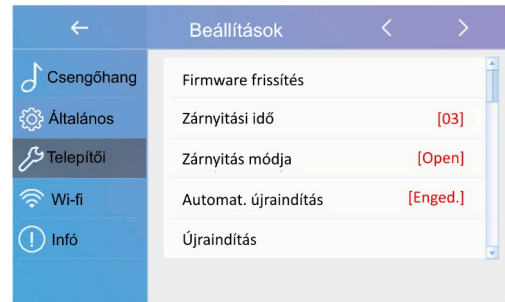 Beállítások
Csengőhang
Általános
Telepítői
Wi-fi
Infó
Firmware frissítés
Zárnyitási idő [03]
Zárnyitás módja [Open]
Automat. újraindítás [Enged.]
Újraindítás